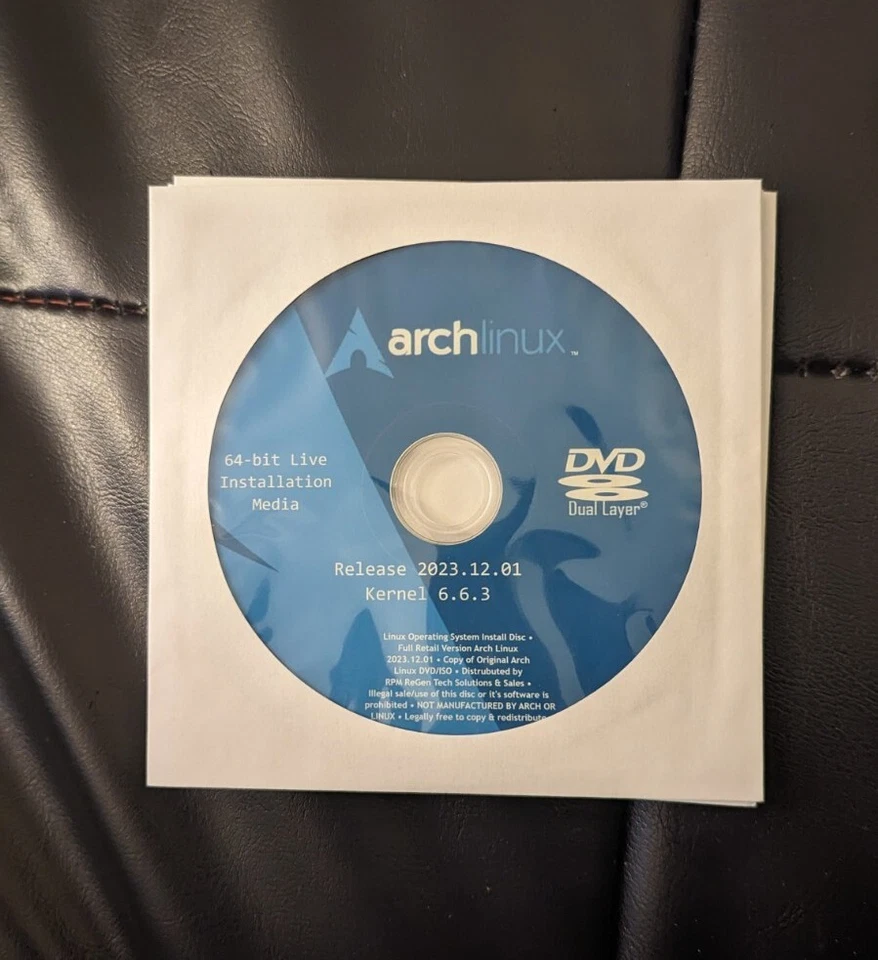 archlinux™
64-bit Live
Installation
Media
DVD
Dual Layer®
Release 2023.12.01
Kernel 6.6.3
Linux Operating System Install Disc •
Full Retail Version Arch Linux
2023.12.01 • Copy of Original Arch
Linux DVD/ISO • Distrubuted by
RPM ReGen Tech Solutions & Sales •
Illegal sale/use of this disc or it's software is
prohibited • NOT MANUFACTURED BY ARCH OR
LINUX • Legally free to copy & redistribute